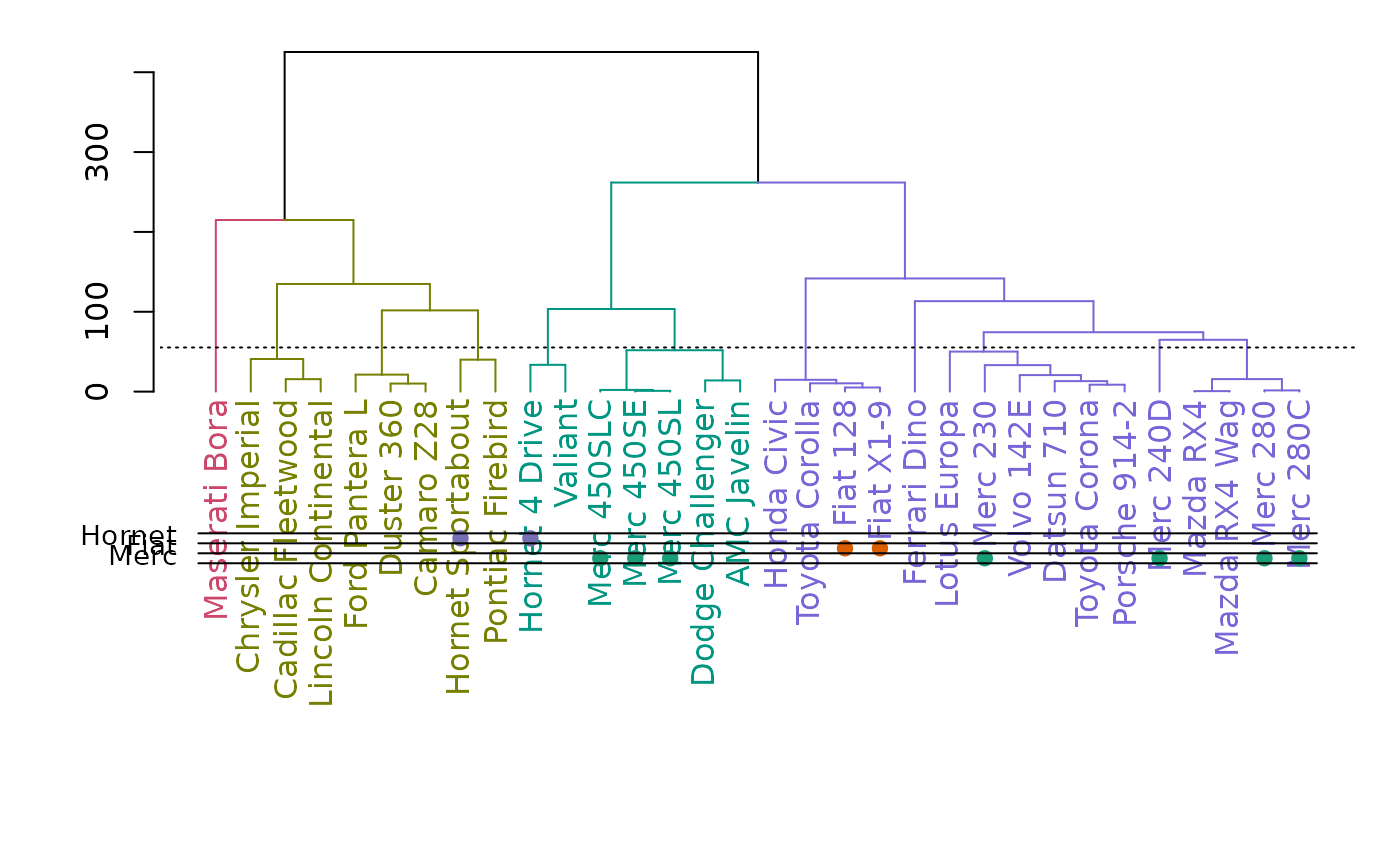 300
100
0
Maserati Bora
Chrysler Imperial
Cadillac Fleetwood
Lincoln Continental
Ford Pantera L
Duster 360
Camaro Z28
Hornet Sportabout
Pontiac Firebird
Hornet 4 Drive
Valiant
Merc 450SLC
Merc 450SE
Merc 450SL
Dodge Challenger
AMC Javelin
Honda Civic
Toyota Corolla
Fiat 128
Fiat X1-9
Ferrari Dino
Lotus Europa
Merc 230
Volvo 142E
Datsun 710
Toyota Corona
Porsche 914-2
Merc 240D
Mazda RX4
Mazda RX4 Wag
Merc 280
Merc 280C
Hornet
Fiat
Merc